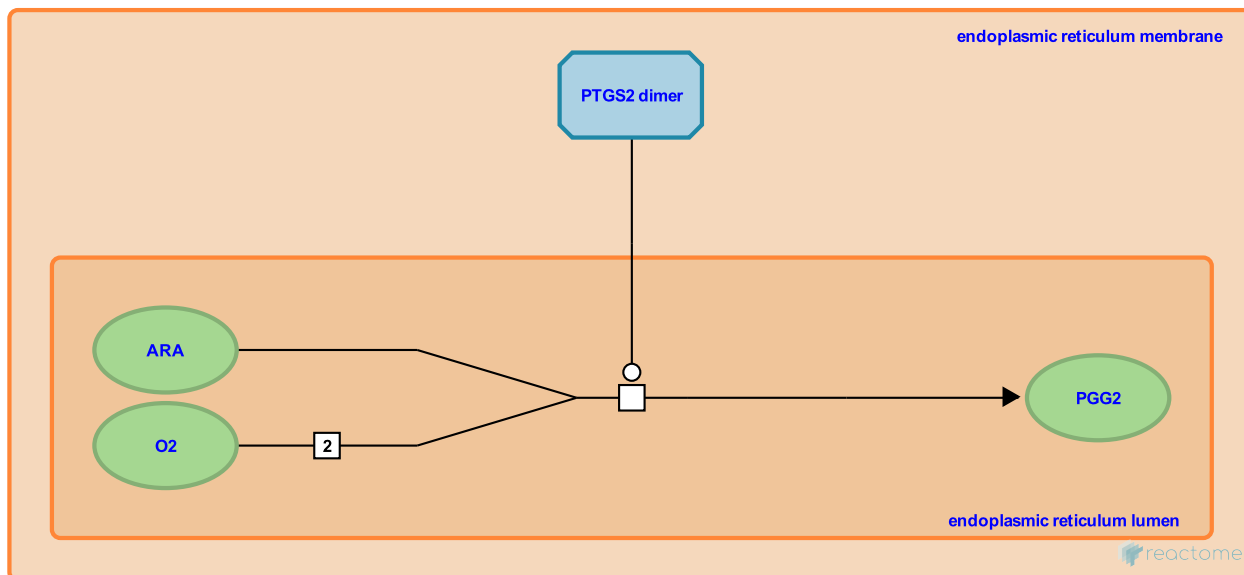 endoplasmic reticulum membrane
PTGS2 dimer
ARA
PGG2
O2
2
endoplasmic reticulum lumen
reactome